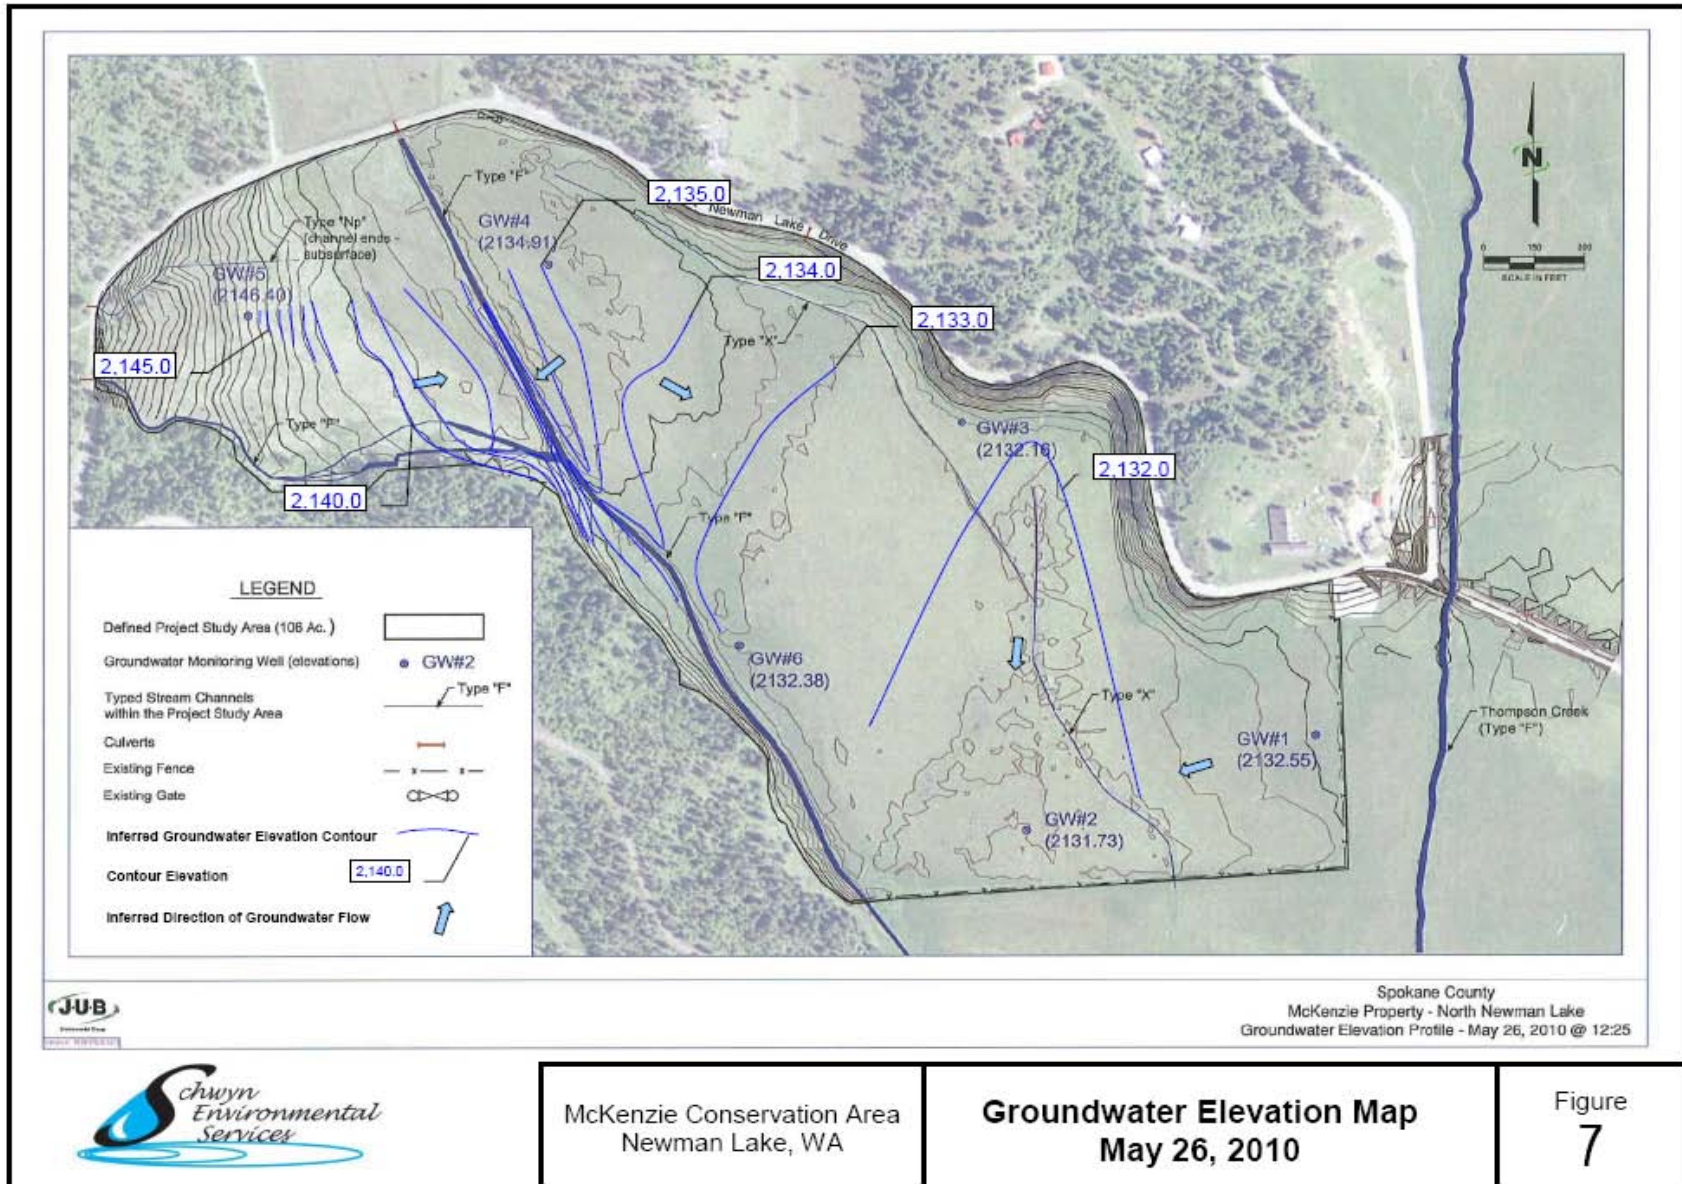 Type "F"
2,135.0
Newman Lake Drive
GW#4
(2134.91)
Type "Np"
(channel ends -
subsurface)
GW#5
(2146.40)
2,134.0
2,133.0
Type "X"
2,145.0
N
0 150 300
SCALE IN FEET
Type "F"
GW#3
(2132.16)
2,132.0
2,140.0
Type "F"
GW#6
(2132.38)
Type "X"
GW#1
(2132.55)
Thompson Creek
(Type "F")
GW#2
(2131.73)
LEGEND
Defined Project Study Area (106 Ac.)
Groundwater Monitoring Well (elevations)
GW#2
Typed Stream Channels
within the Project Study Area
Type "F"
Culverts
Existing Fence
Existing Gate
Inferred Groundwater Elevation Contour
Contour Elevation
2,140.0
Inferred Direction of Groundwater Flow
J·U·B
Spokane County
McKenzie Property - North Newman Lake
Groundwater Elevation Profile - May 26, 2010 @ 12:25
Schwyn
Environmental
Services
McKenzie Conservation Area
Newman Lake, WA
Groundwater Elevation Map
May 26, 2010
Figure
7